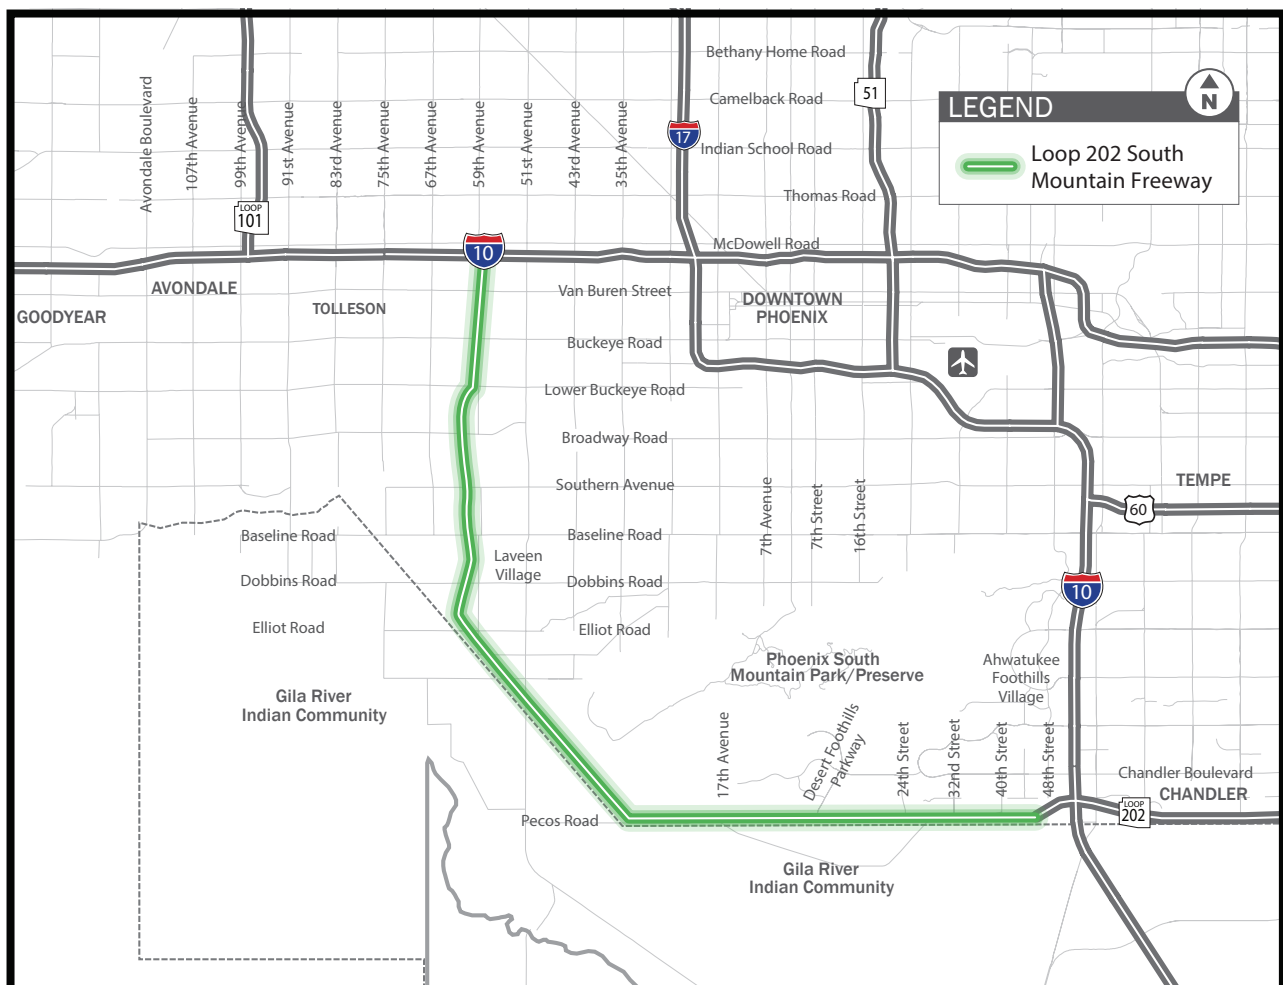 Bethany Home Road
Camelback Road
Indian School Road
Thomas Road
McDowell Road
51
17
N
LEGEND
Loop 202 South
Mountain Freeway
Avondale Boulevard
107th Avenue
99th Avenue
91st Avenue
83rd Avenue
75th Avenue
67th Avenue
59th Avenue
51st Avenue
43rd Avenue
35th Avenue
LOOP
101
10
AVONDALE
GOODYEAR
TOLLESON
Van Buren Street
DOWNTOWN
PHOENIX
Buckeye Road
Lower Buckeye Road
Broadway Road
Southern Avenue
TEMPE
60
7th Avenue
7th Street
16th Street
Baseline Road
Baseline Road
Laveen
Village
Dobbins Road
Dobbins Road
10
Elliot Road
Elliot Road
Phoenix South
Mountain Park/Preserve
Ahwatukee
Foothills
Village
Gila River
Indian Community
17th Avenue
Desert Foothills
Parkway
24th Street
32nd Street
40th Street
48th Street
Chandler Boulevard
CHANDLER
LOOP
202
Pecos Road
Gila River
Indian Community